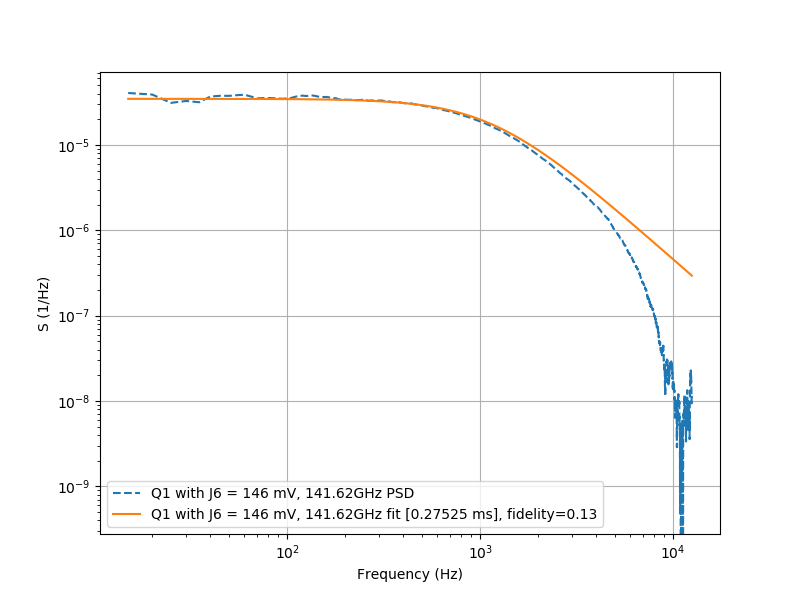 S (1/Hz)
10⁻⁵
10⁻⁶
10⁻⁷
10⁻⁸
10⁻⁹
Q1 with J6 = 146 mV, 141.62GHz PSD
Q1 with J6 = 146 mV, 141.62GHz fit [0.27525 ms], fidelity=0.13
10² 10³ 10⁴
Frequency (Hz)